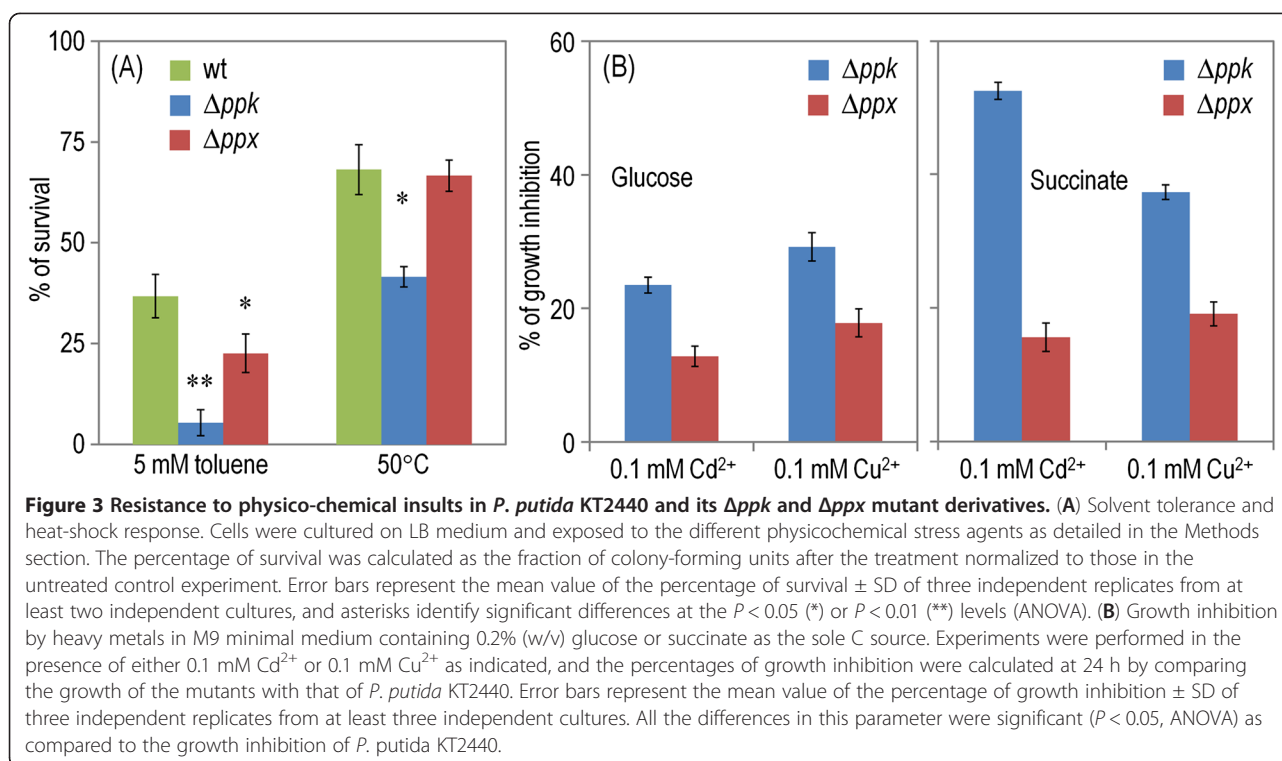 100
(A)
wt
Δppk
Δppx
75
% of survival
50
25
0
*
**
*
5 mM toluene
50°C
60
(B)
Δppk
Δppx
40
Glucose
% of growth inhibition
20
0
0.1 mM Cd²⁺
0.1 mM Cu²⁺
Δppk
Δppx
Succinate
0.1 mM Cd²⁺
0.1 mM Cu²⁺
Figure 3 Resistance to physico-chemical insults in P. putida KT2440 and its Δppk and Δppx mutant derivatives. (A) Solvent tolerance and
heat-shock response. Cells were cultured on LB medium and exposed to the different physicochemical stress agents as detailed in the Methods
section. The percentage of survival was calculated as the fraction of colony-forming units after the treatment normalized to those in the
untreated control experiment. Error bars represent the mean value of the percentage of survival ± SD of three independent replicates from at
least two independent cultures, and asterisks identify significant differences at the P < 0.05 (*) or P < 0.01 (**) levels (ANOVA). (B) Growth inhibition
by heavy metals in M9 minimal medium containing 0.2% (w/v) glucose or succinate as the sole C source. Experiments were performed in the
presence of either 0.1 mM Cd²⁺ or 0.1 mM Cu²⁺ as indicated, and the percentages of growth inhibition were calculated at 24 h by comparing
the growth of the mutants with that of P. putida KT2440. Error bars represent the mean value of the percentage of growth inhibition ± SD of
three independent replicates from at least three independent cultures. All the differences in this parameter were significant (P < 0.05, ANOVA) as
compared to the growth inhibition of P. putida KT2440.